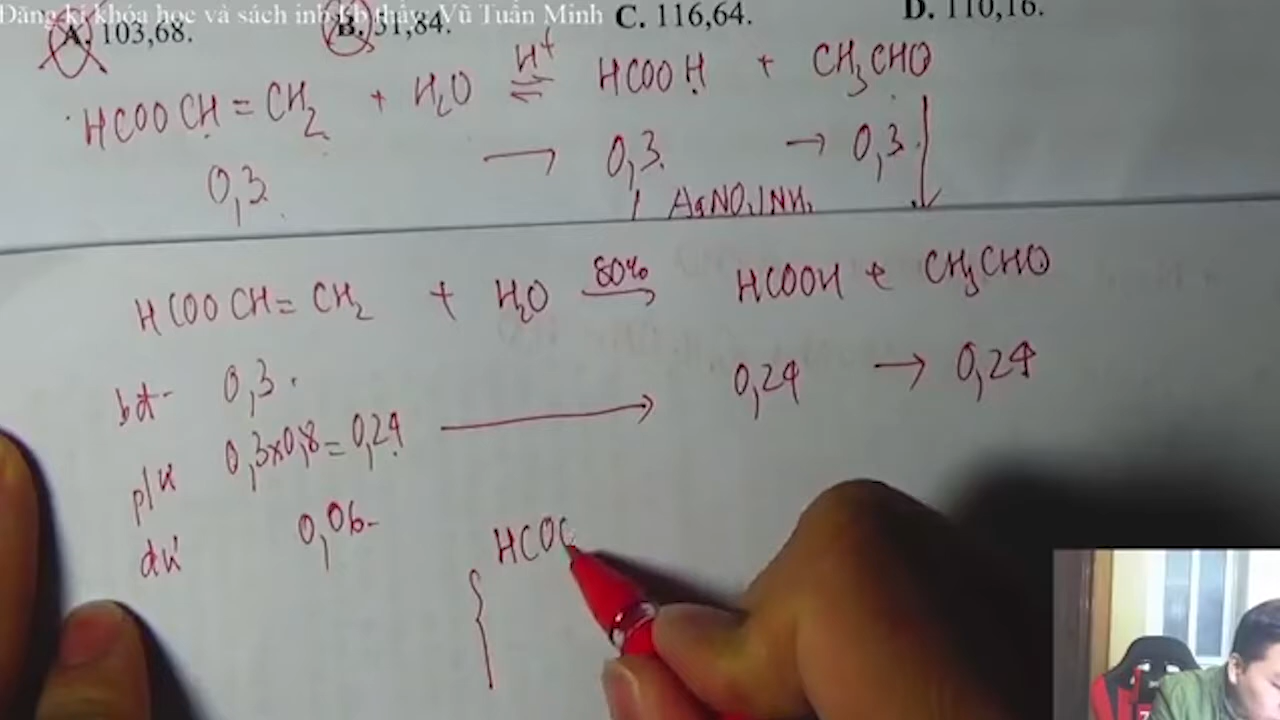 Đăng kí khóa học và sách inb fb thầy Vũ Tuấn Minh
A. 103,68. B. 51,84. C. 116,64. D. 110,16.
HCOOCH=CH2 + H2O ⇌ H+ HCOOH + CH3CHO
0,3 → 0,3 → 0,3
AgNO3/NH3
HCOOCH=CH2 + H2O 80% → HCOOH + CH3CHO
bđ 0,3
p/ư 0,3x0,8=0,24 → 0,24 → 0,24
dư 0,06
{ HCOO